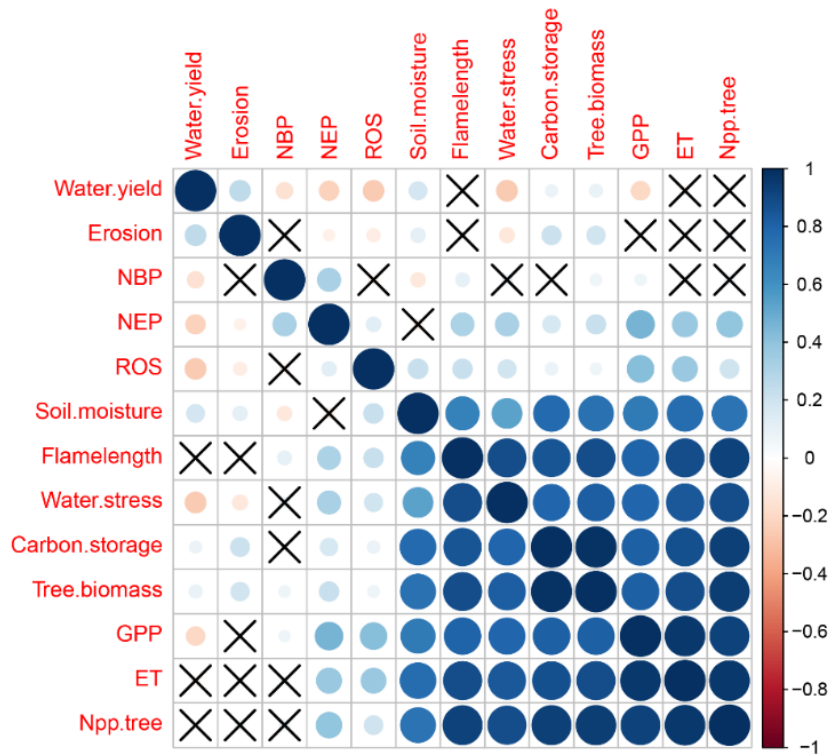 Water.yield
Erosion
NBP
NEP
ROS
Soil.moisture
Flamelength
Water.stress
Carbon.storage
Tree.biomass
GPP
ET
Npp.tree
Water.yield
Erosion
NBP
NEP
ROS
Soil.moisture
Flamelength
Water.stress
Carbon.storage
Tree.biomass
GPP
ET
Npp.tree
1
0.8
0.6
0.4
0.2
0
−0.2
−0.4
−0.6
−0.8
−1